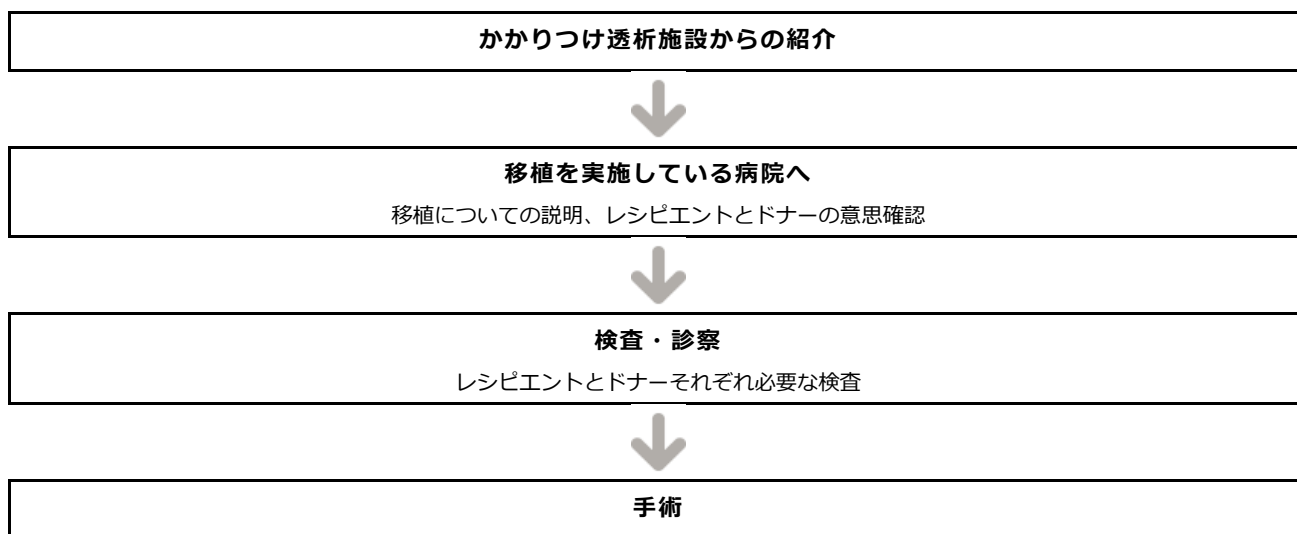 かかりつけ透析施設からの紹介
移植を実施している病院へ
移植についての説明、レシピエントとドナーの意思確認
検査・診察
レシピエントとドナーそれぞれ必要な検査
手術